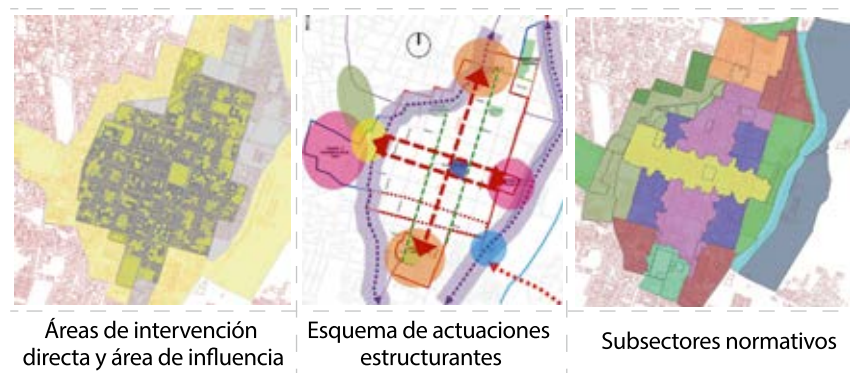 Áreas de intervención
directa y área de influencia
Esquema de actuaciones
estructurantes
Subsectores normativos